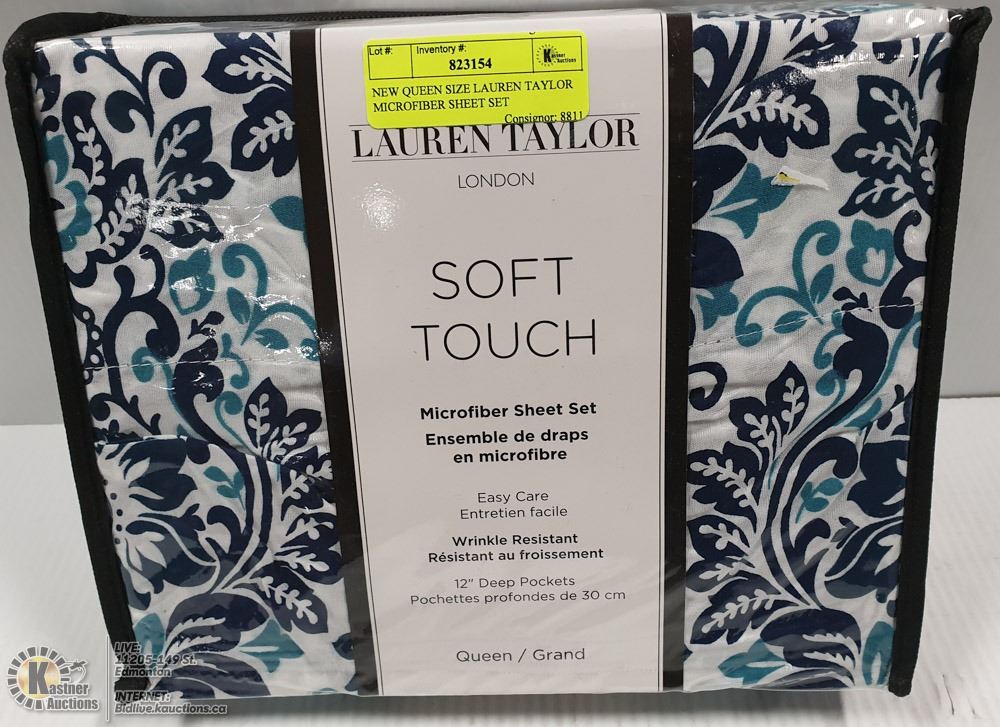 Lot #:
Inventory #:
823154
Kastner
Auctions
NEW QUEEN SIZE LAUREN TAYLOR
MICROFIBER SHEET SET
Consignor: 8811
LAUREN TAYLOR
LONDON
SOFT
TOUCH
Microfiber Sheet Set
Ensemble de draps
en microfibre
Easy Care
Entretien facile
Wrinkle Resistant
Résistant au froissement
12" Deep Pockets
Pochettes profondes de 30 cm
Queen / Grand
Kastner
Auctions
LIVE:
11205-149 St.
Edmonton
INTERNET:
Bidlive.kauctions.ca